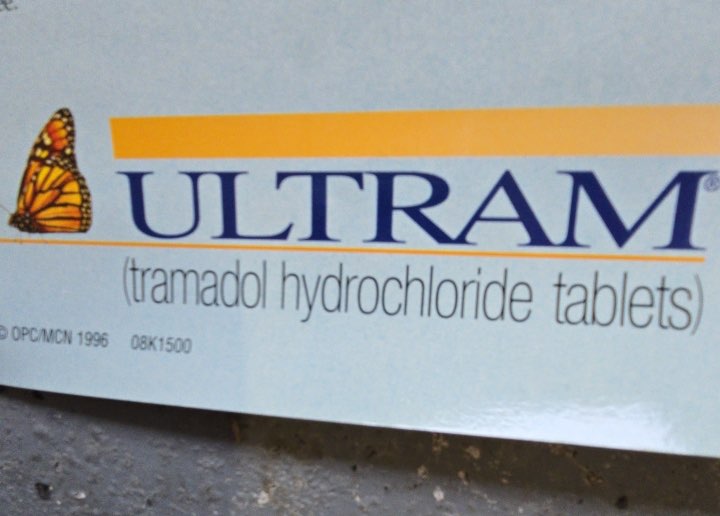 ULTRAM®
(tramadol hydrochloride tablets)
© OPC/MCN 1996 08K1500